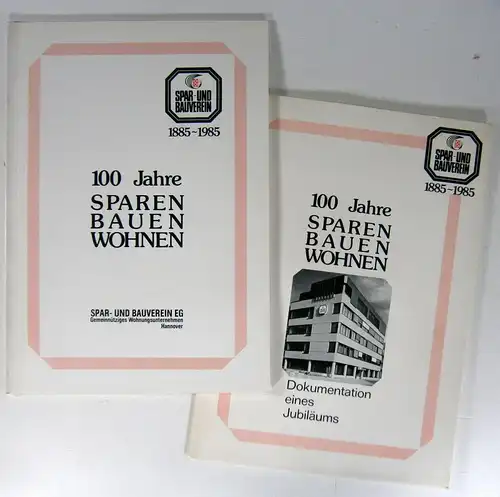 SPAR- UND
BAUVEREIN
1885~1985
100 Jahre
SPAREN
BAUEN
WOHNEN
SPAR- UND BAUVEREIN EG
Gemeinnütziges Wohnungsunternehmen
Hannover
SPAR-UND
BAUVEREIN
1885~1985
100 Jahre
SPAREN
BAUEN
WOHNEN
Dokumentation
eines
Jubiläums